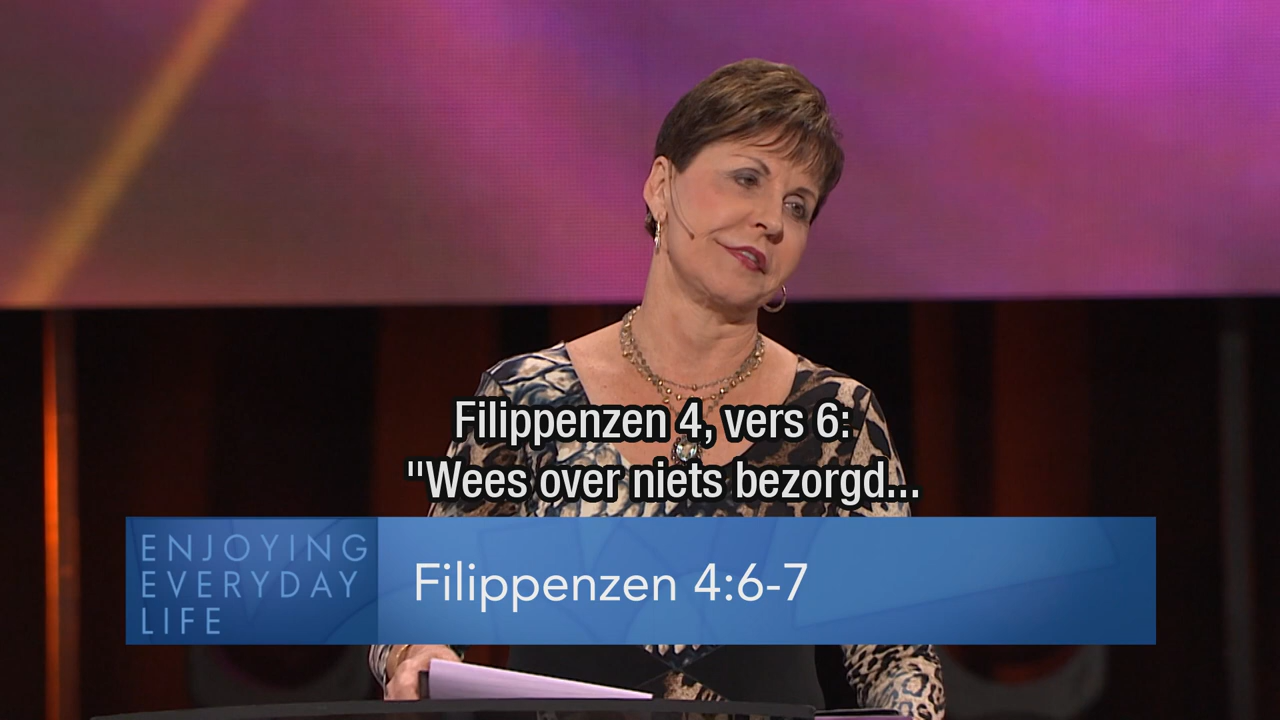 Filippenzen 4, vers 6:
"Wees over niets bezorgd...
ENJOYING
EVERYDAY
LIFE
Filippenzen 4:6-7